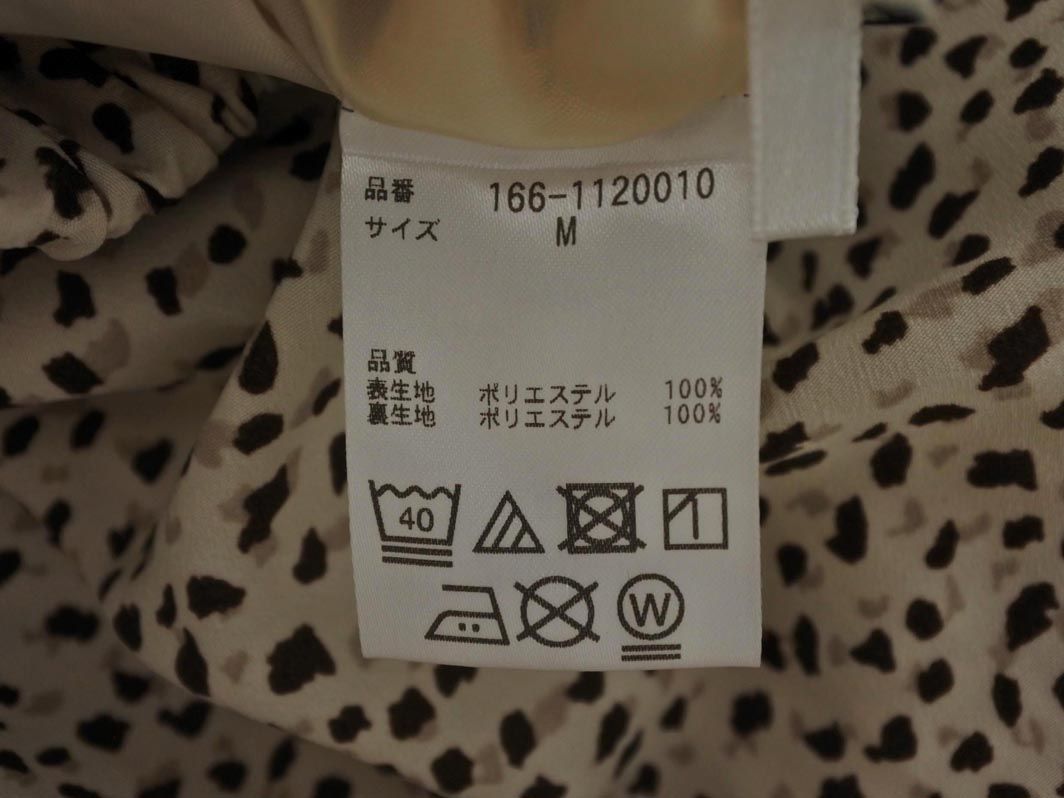 品番 166-1120010
サイズ M
品質
表生地 ポリエステル 100%
裏生地 ポリエステル 100%
40
W